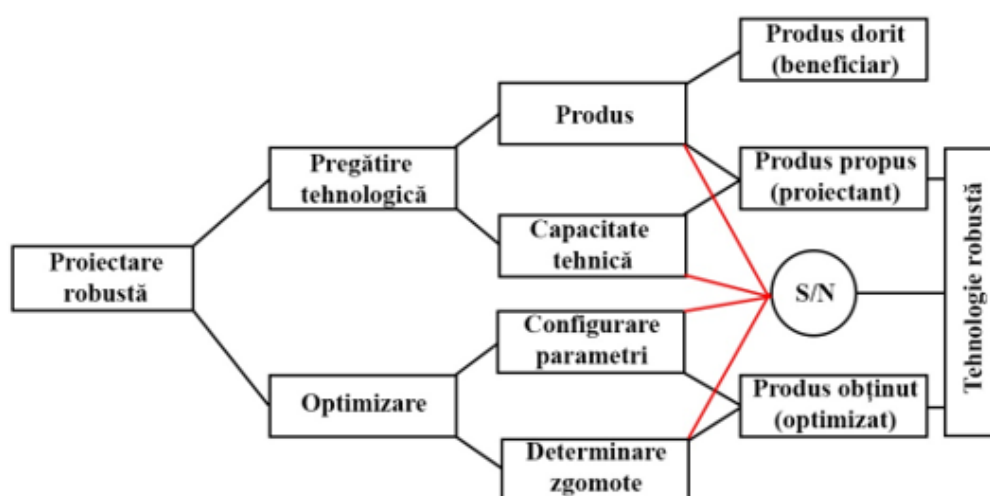 Proiectare
robustă
Pregătire
tehnologică
Optimizare
Produs
Capacitate
tehnică
Configurare
parametri
Determinare
zgomote
Produs dorit
(beneficiar)
Produs propus
(proiectant)
S/N
Produs obținut
(optimizat)
Tehnologie robustă